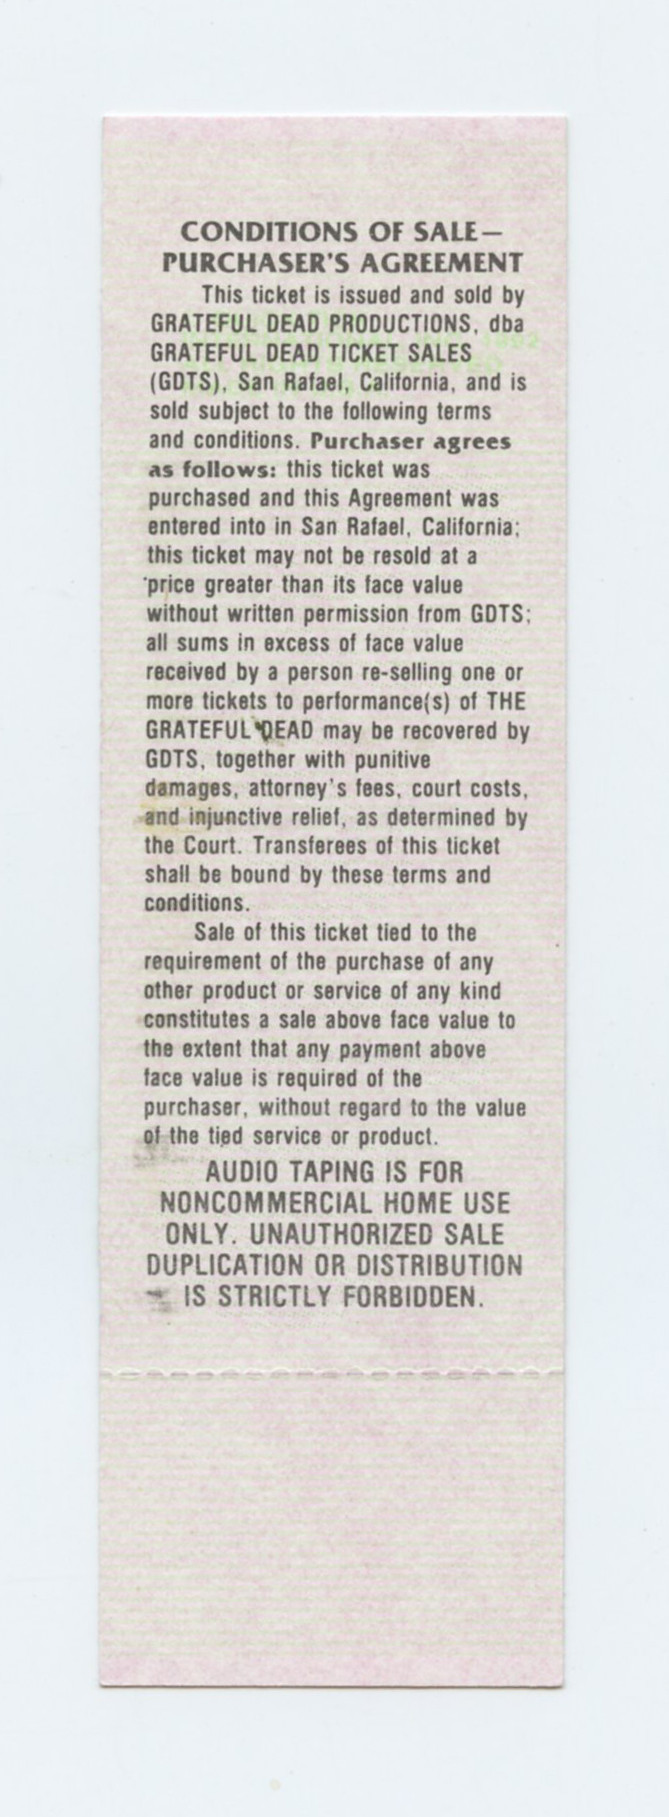 CONDITIONS OF SALE—
PURCHASER'S AGREEMENT
This ticket is issued and sold by
GRATEFUL DEAD PRODUCTIONS, dba
GRATEFUL DEAD TICKET SALES
(GDTS), San Rafael, California, and is
sold subject to the following terms
and conditions. Purchaser agrees
as follows: this ticket was
purchased and this Agreement was
entered into in San Rafael, California;
this ticket may not be resold at a
price greater than its face value
without written permission from GDTS;
all sums in excess of face value
received by a person re-selling one or
more tickets to performance(s) of THE
GRATEFUL DEAD may be recovered by
GDTS, together with punitive
damages, attorney's fees, court costs,
and injunctive relief, as determined by
the Court. Transferees of this ticket
shall be bound by these terms and
conditions.
Sale of this ticket tied to the
requirement of the purchase of any
other product or service of any kind
constitutes a sale above face value to
the extent that any payment above
face value is required of the
purchaser, without regard to the value
of the tied service or product.
AUDIO TAPING IS FOR
NONCOMMERCIAL HOME USE
ONLY. UNAUTHORIZED SALE
DUPLICATION OR DISTRIBUTION
IS STRICTLY FORBIDDEN.